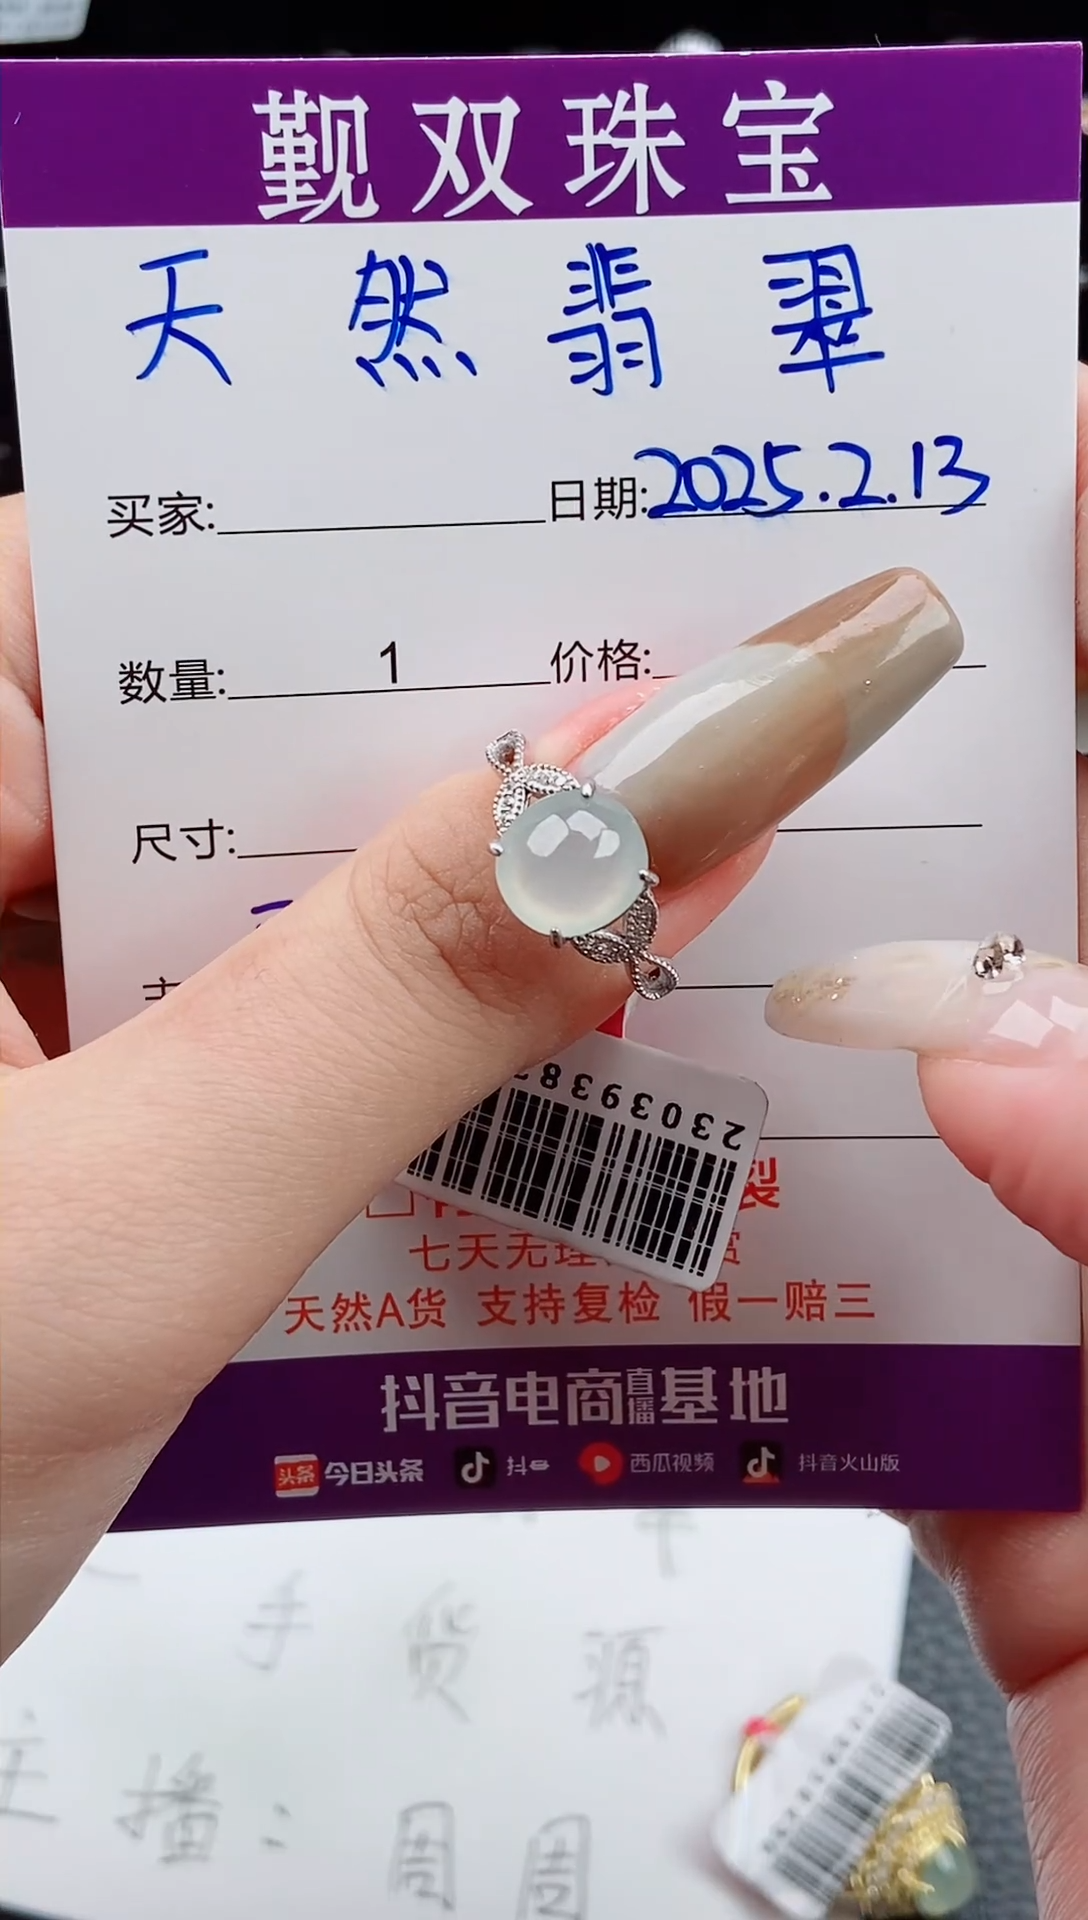 觐双珠宝
天然翡翠
买家: 日期:2025.2.13
数量: 1 价格:
尺寸:
2303938
裂
七天无理
天然A货 支持复检 假一赔三
抖音电商直播基地
头条 今日头条 抖音 西瓜视频 抖音火山版
手货源
主播:周周